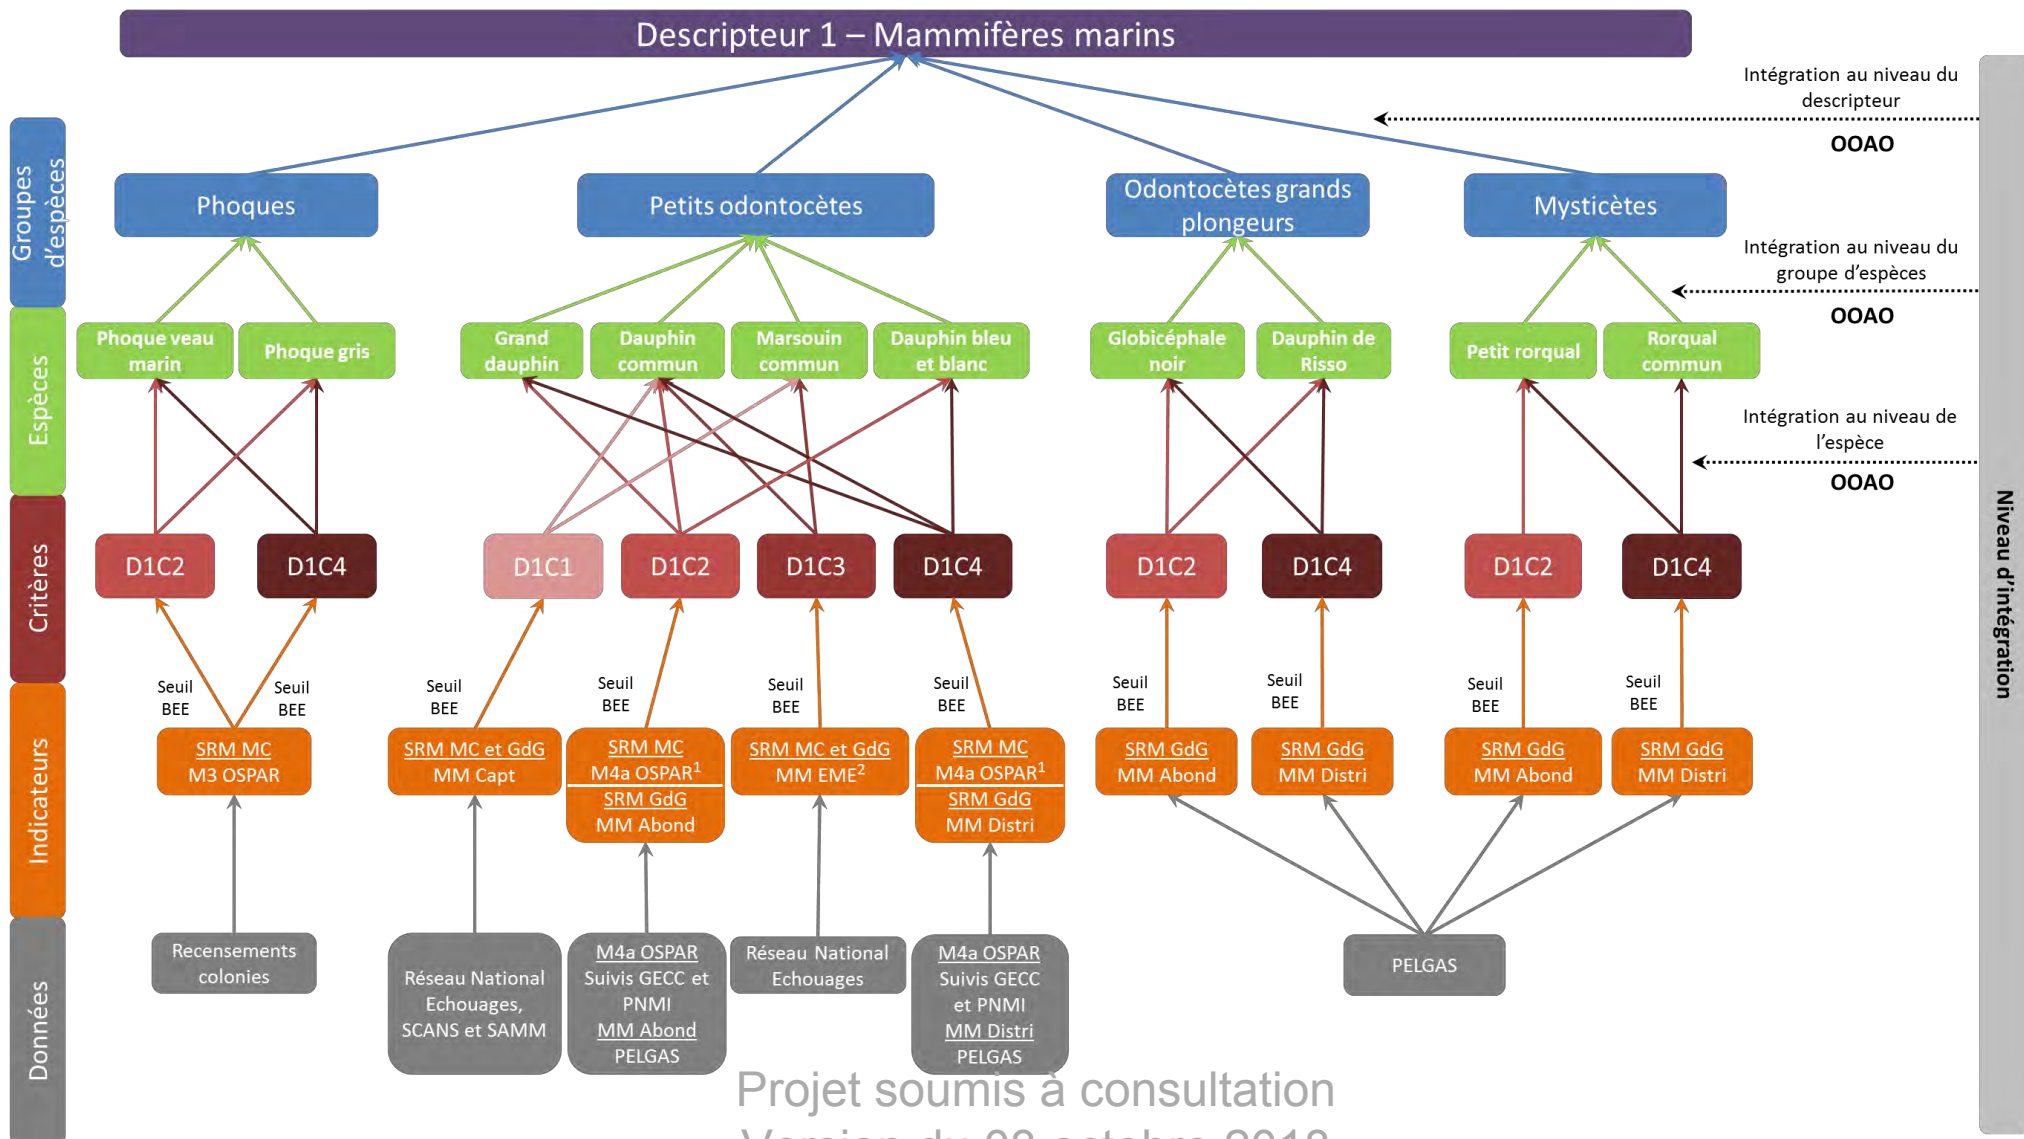 Descripteur 1 – Mammifères marins
Intégration au niveau du
descripteur
OOAO
Groupes
d'espèces
Phoques
Petits odontocètes
Odontocètes grands
plongeurs
Mysticètes
Intégration au niveau du
groupe d'espèces
OOAO
Espèces
Phoque veau
marin
Phoque gris
Grand
dauphin
Dauphin
commun
Marsouin
commun
Dauphin bleu
et blanc
Globicéphale
noir
Dauphin de
Risso
Petit rorqual
Rorqual
commun
Intégration au niveau de
l'espèce
OOAO
Niveau d'intégration
Critères
D1C2
D1C4
D1C1
D1C2
D1C3
D1C4
D1C2
D1C4
D1C2
D1C4
Seuil
BEE
Seuil
BEE
Seuil
BEE
Seuil
BEE
Seuil
BEE
Seuil
BEE
Seuil
BEE
Seuil
BEE
Seuil
BEE
Seuil
BEE
Indicateurs
SRM MC
M3 OSPAR
SRM MC et GdG
MM Capt
SRM MC
M4a OSPAR¹
SRM GdG
MM Abond
SRM MC et GdG
MM EME²
SRM MC
M4a OSPAR¹
SRM GdG
MM Distri
SRM GdG
MM Abond
SRM GdG
MM Distri
SRM GdG
MM Abond
SRM GdG
MM Distri
Données
Recensements
colonies
Réseau National
Echouages,
SCANS et SAMM
M4a OSPAR
Suivis GECC et
PNMI
MM Abond
PELGAS
Réseau National
Echouages
M4a OSPAR
Suivis GECC
et PNMI
MM Distri
PELGAS
PELGAS
Projet soumis à consultation
Version du 03 octobre 2018